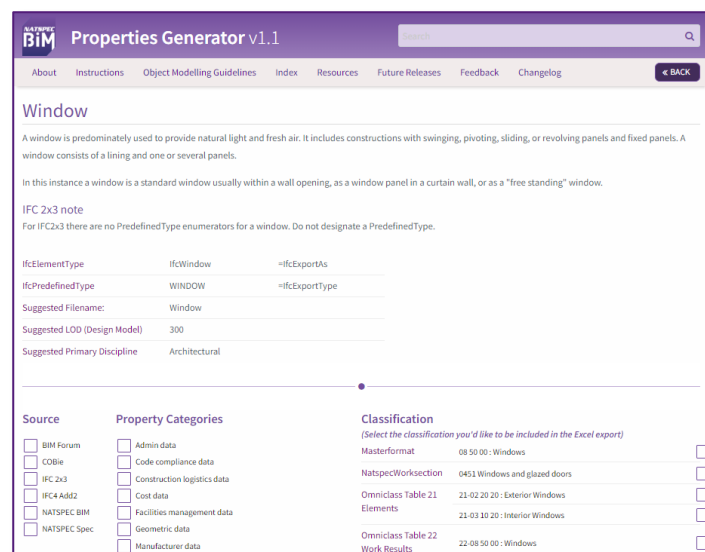 NATSPEC
BiM
Properties Generator v1.1
Search
About Instructions Object Modelling Guidelines Index Resources Future Releases Feedback Changelog
« BACK
Window
A window is predominately used to provide natural light and fresh air. It includes constructions with swinging, pivoting, sliding, or revolving panels and fixed panels. A
window consists of a lining and one or several panels.
In this instance a window is a standard window usually within a wall opening, as a window panel in a curtain wall, or as a "free standing" window.
IFC 2x3 note
For IFC2x3 there are no PredefinedType enumerators for a window. Do not designate a PredefinedType.
IfcElementType IfcWindow =IfcExportAs
IfcPredefinedType WINDOW =IfcExportType
Suggested Filename: Window
Suggested LOD (Design Model) 300
Suggested Primary Discipline Architectural
Source
BIM Forum
COBie
IFC 2x3
IFC4 Add2
NATSPEC BIM
NATSPEC Spec
Property Categories
Admin data
Code compliance data
Construction logistics data
Cost data
Facilities management data
Geometric data
Manufacturer data
Classification
(Select the classification you'd like to be included in the Excel export)
Masterformat 08 50 00 : Windows
NatspecWorksection 0451 Windows and glazed doors
Omniclass Table 21 21-02 20 20 : Exterior Windows
Elements
21-03 10 20 : Interior Windows
Omniclass Table 22
Work Results 22-08 50 00 : Windows